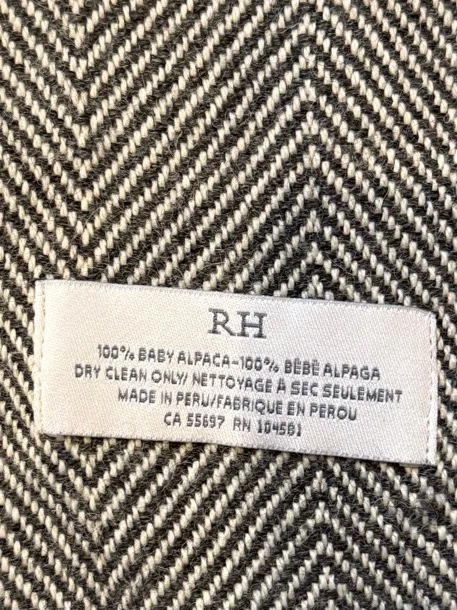 RH
100% BABY ALPACA-100% BÉBÉ ALPAGA
DRY CLEAN ONLY/ NETTOYAGE À SEC SEULEMENT
MADE IN PERU/FABRIQUE EN PEROU
CA 55697 RN 104581